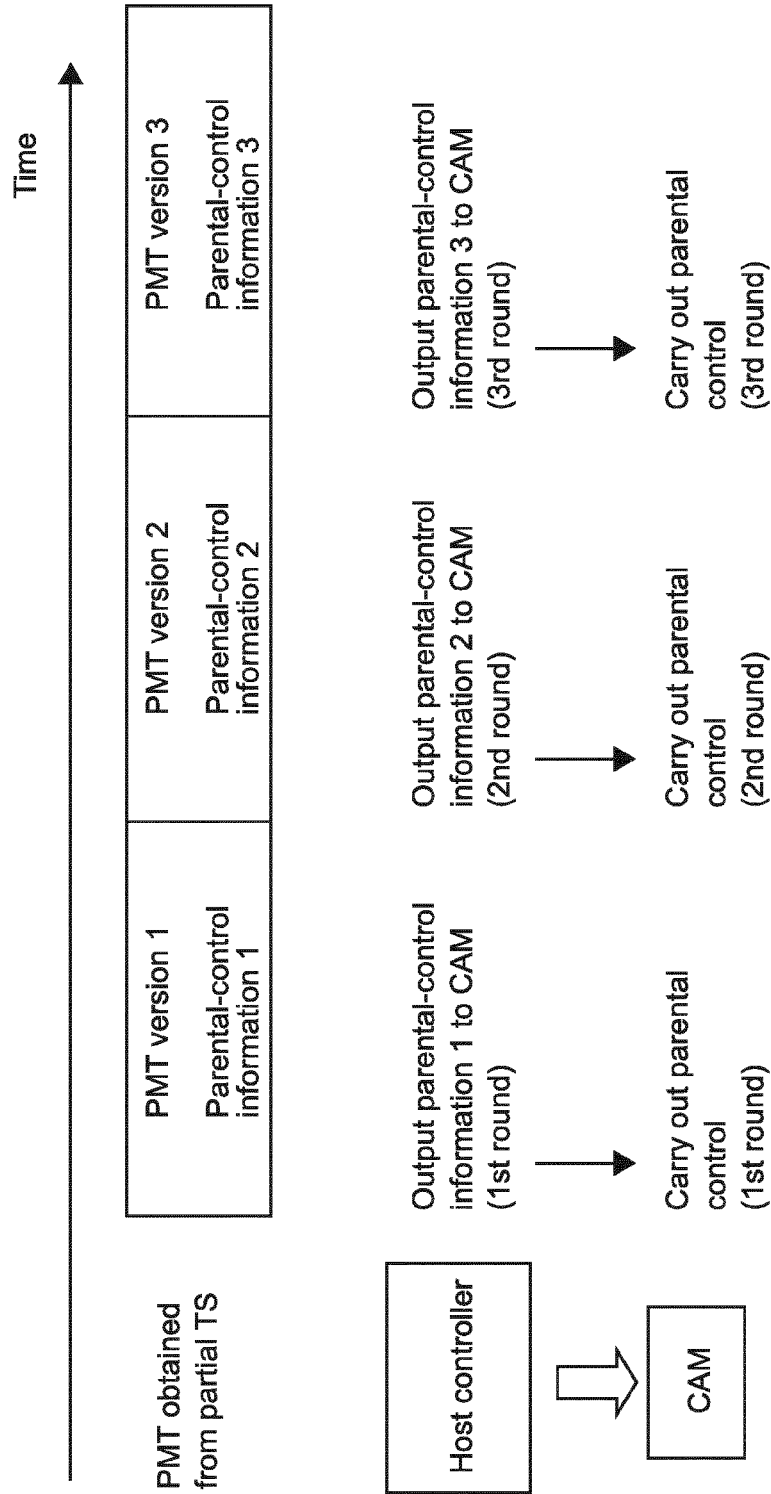 Time
PMT obtained
from partial TS
PMT version 1
Parental-control
information 1
PMT version 2
Parental-control
information 2
PMT version 3
Parental-control
information 3
Host controller
Output parental-control
information 1 to CAM
(1st round)
Output parental-control
information 2 to CAM
(2nd round)
Output parental-control
information 3 to CAM
(3rd round)
CAM
Carry out parental
control
(1st round)
Carry out parental
control
(2nd round)
Carry out parental
control
(3rd round)